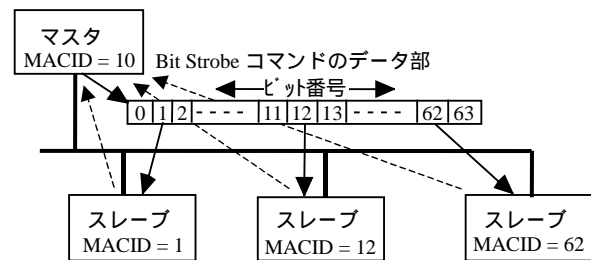 マスタ
MACID = 10
Bit Strobe コマンドのデータ部
ビット番号
0 1 2 ---- 11 12 13 ---- 62 63
スレーブ
MACID = 1
スレーブ
MACID = 12
スレーブ
MACID = 62